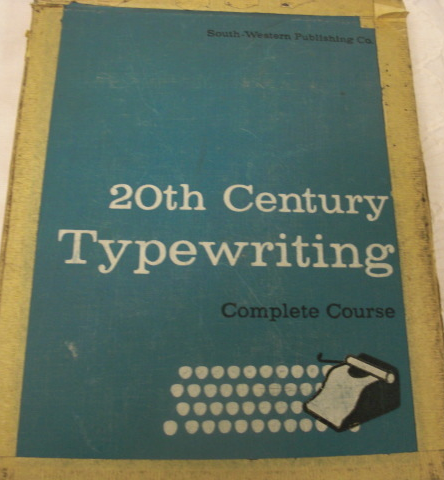 South-Western Publishing Co.
20th Century
Typewriting
Complete Course